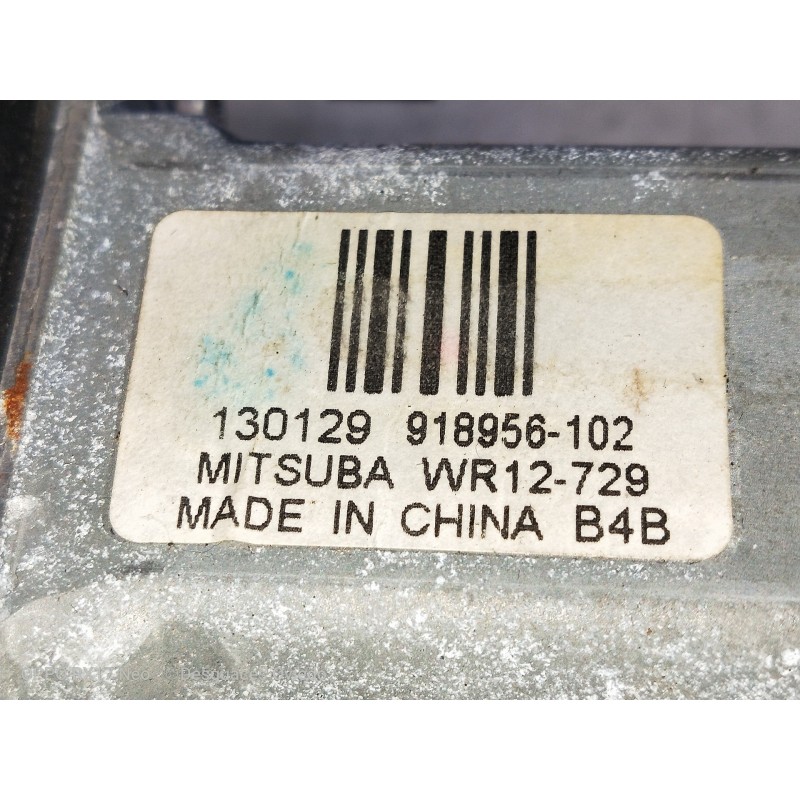 130129 918956-102
MITSUBA WR12-729
MADE IN CHINA B4B